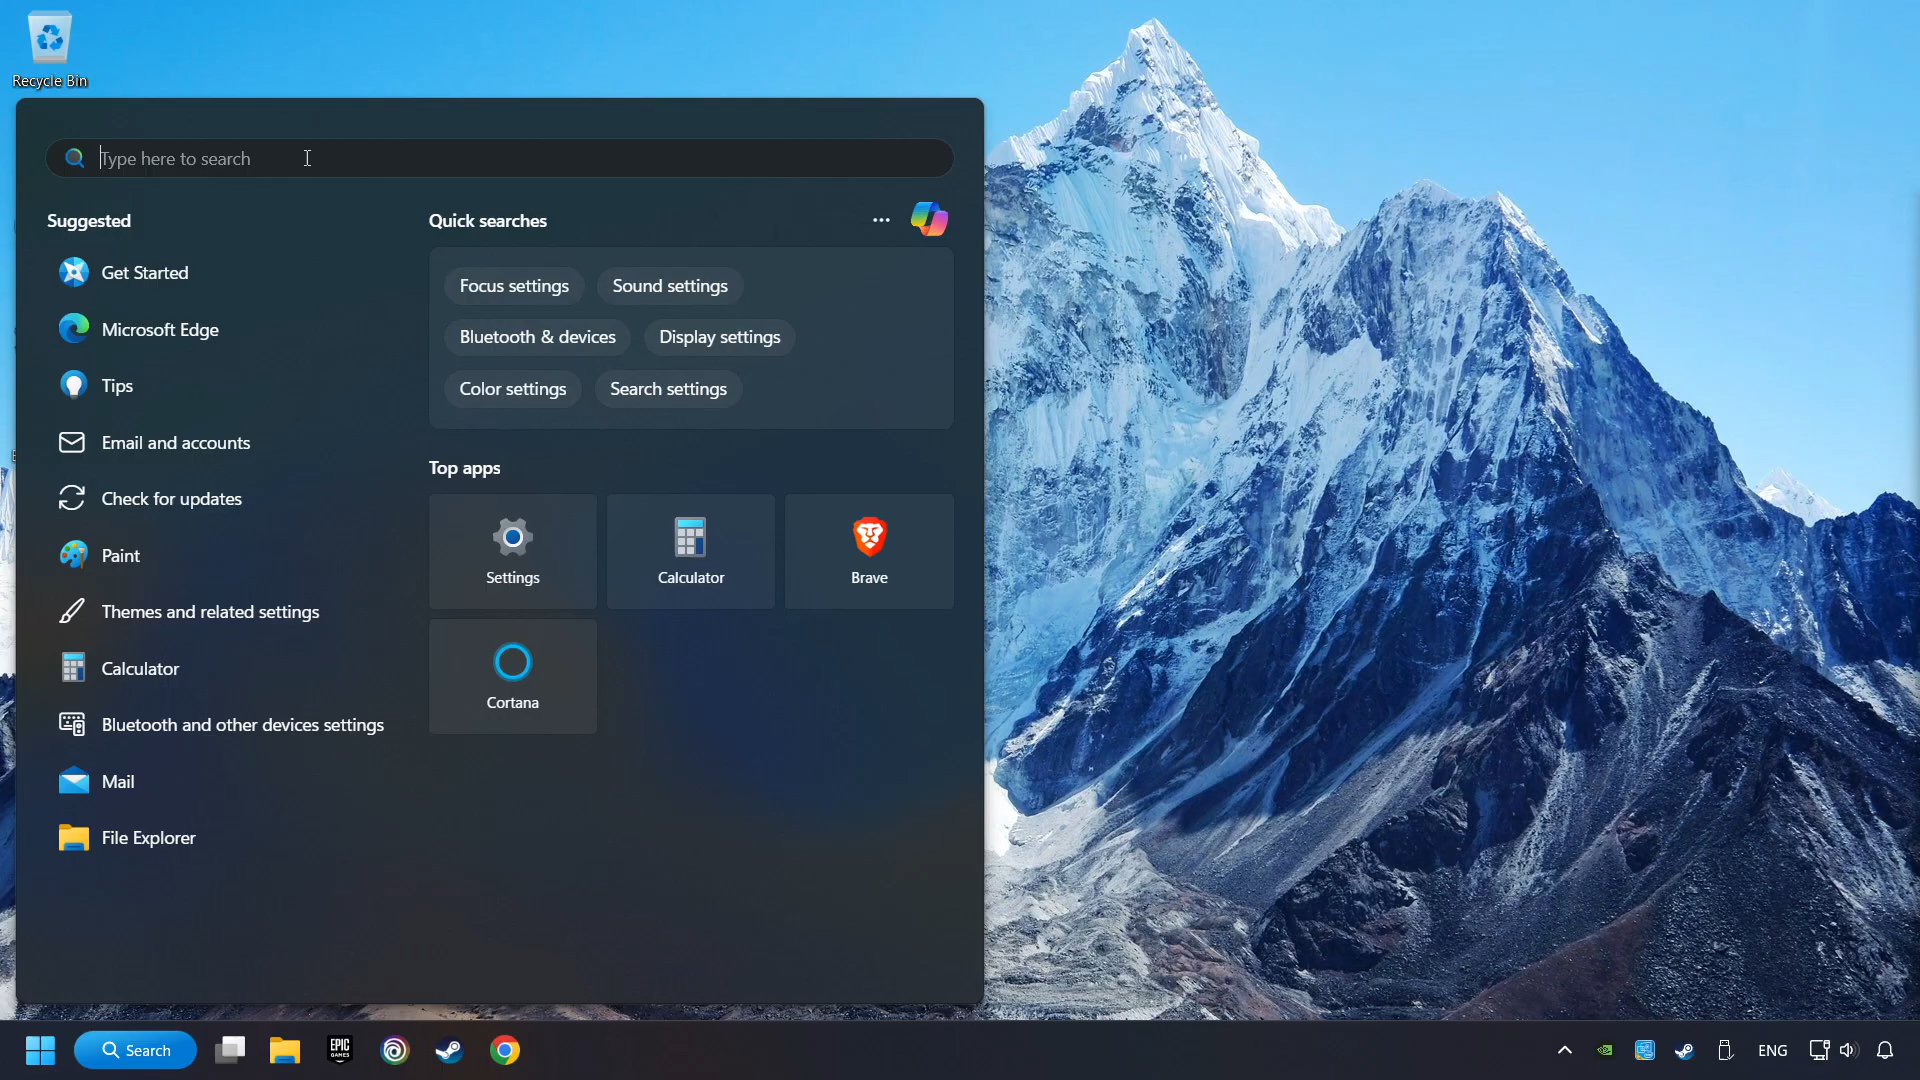 Recycle Bin
Type here to search
Suggested
Get Started
Microsoft Edge
Tips
Email and accounts
Check for updates
Paint
Themes and related settings
Calculator
Bluetooth and other devices settings
Mail
File Explorer
Quick searches
Focus settings
Sound settings
Bluetooth & devices
Display settings
Color settings
Search settings
Top apps
Settings
Calculator
Brave
Cortana
Search
EPIC
GAMES
ENG